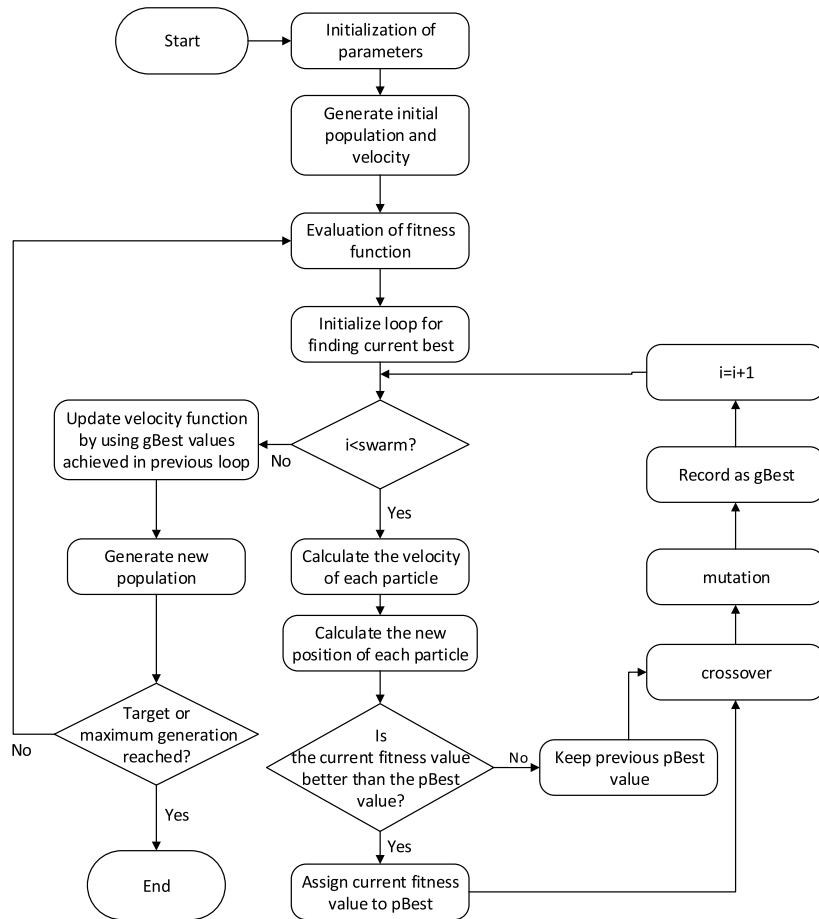 Start
Initialization of
parameters
Generate initial
population and
velocity
Evaluation of fitness
function
Initialize loop for
finding current best
i=i+1
Update velocity function
by using gBest values
achieved in previous loop
i<swarm?
No
Record as gBest
Yes
Generate new
population
Calculate the velocity
of each particle
mutation
Calculate the new
position of each particle
crossover
Target or
maximum generation
reached?
No
Is
the current fitness value
better than the pBest
value?
No
Keep previous pBest
value
Yes
Yes
End
Assign current fitness
value to pBest